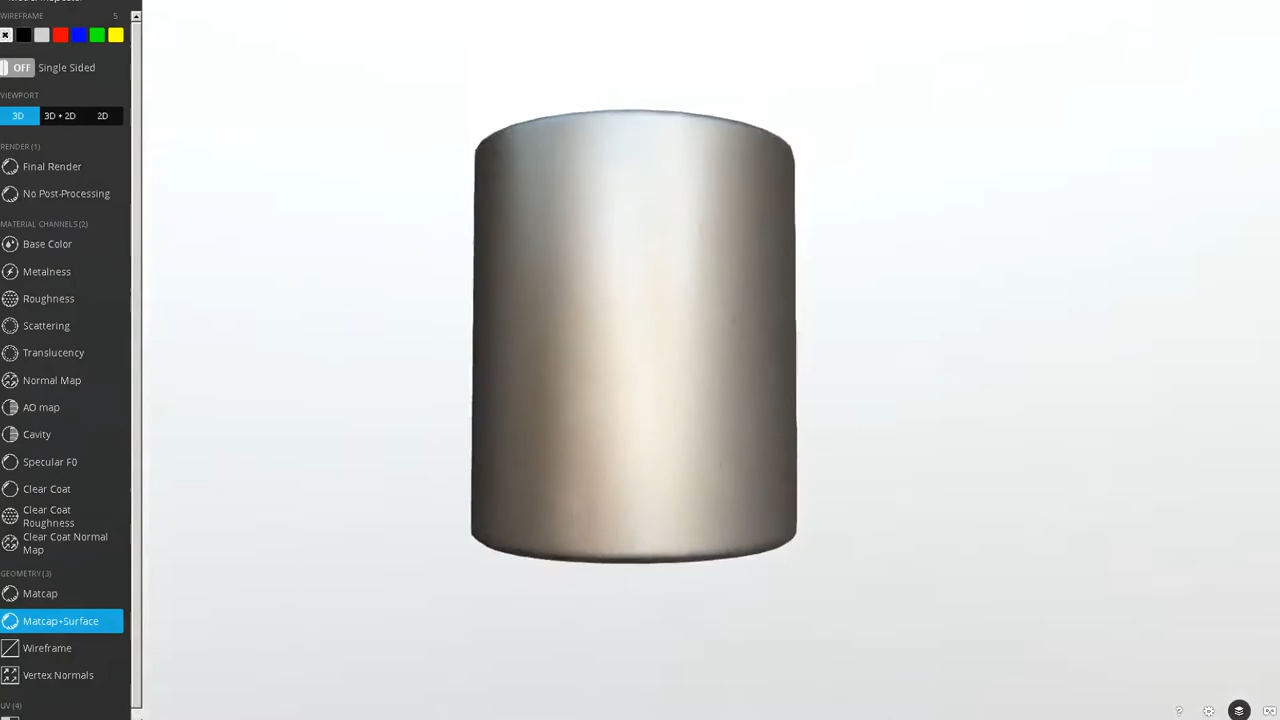 WIREFRAME 5
OFF Single Sided
VIEWPORT
3D 3D + 2D 2D
RENDER (1)
Final Render
No Post-Processing
MATERIAL CHANNELS (2)
Base Color
Metalness
Roughness
Scattering
Translucency
Normal Map
AO map
Cavity
Specular F0
Clear Coat
Clear Coat
Roughness
Clear Coat Normal
Map
GEOMETRY (3)
Matcap
Matcap+Surface
Wireframe
Vertex Normals
UV (4)